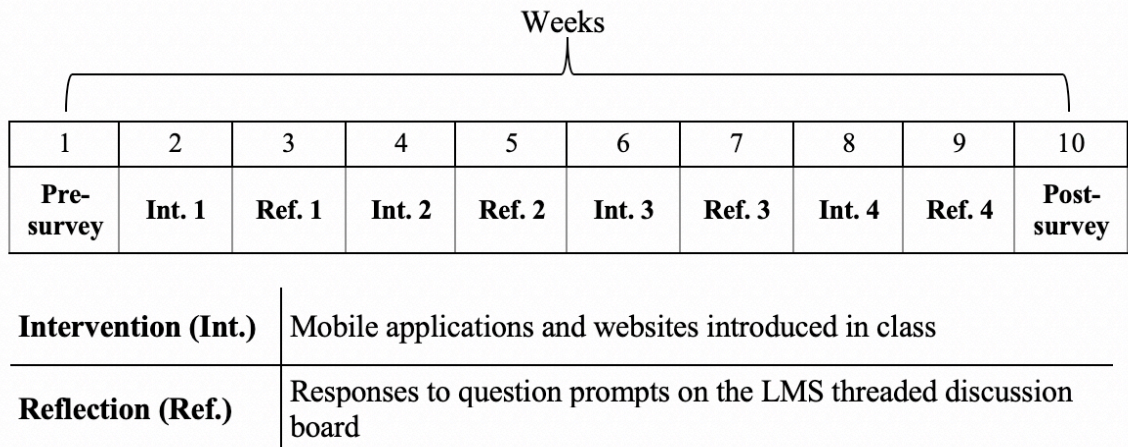 Weeks
1 2 3 4 5 6 7 8 9 10
Pre-survey Int. 1 Ref. 1 Int. 2 Ref. 2 Int. 3 Ref. 3 Int. 4 Ref. 4 Post-survey
Intervention (Int.) Mobile applications and websites introduced in class
Reflection (Ref.) Responses to question prompts on the LMS threaded discussion
board